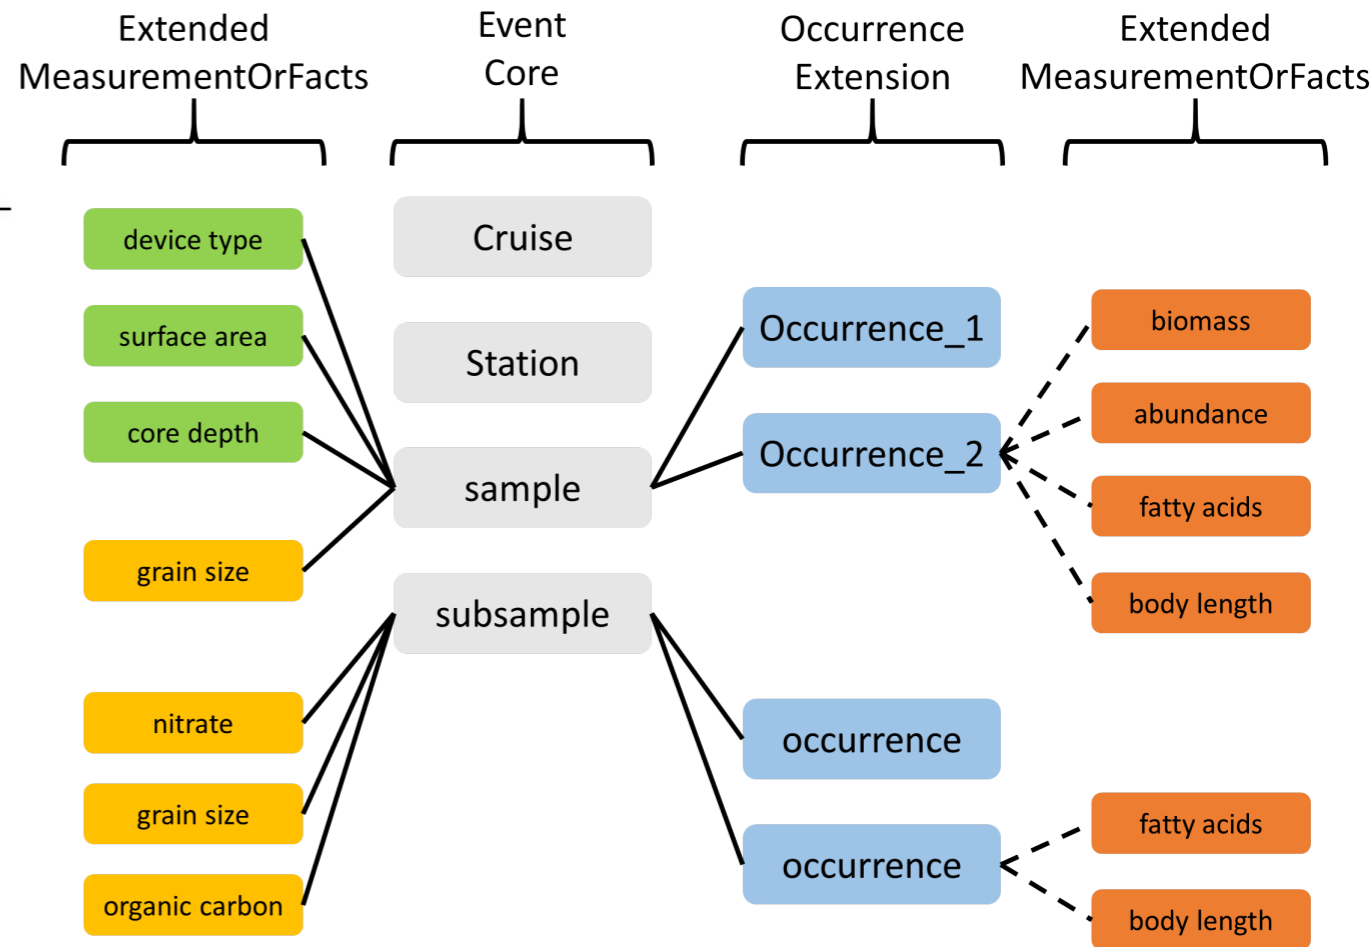 Extended
MeasurementOrFacts
Event
Core
Occurrence
Extension
Extended
MeasurementOrFacts
device type
surface area
core depth
grain size
nitrate
grain size
organic carbon
Cruise
Station
sample
subsample
Occurrence_1
Occurrence_2
occurrence
occurrence
biomass
abundance
fatty acids
body length
fatty acids
body length